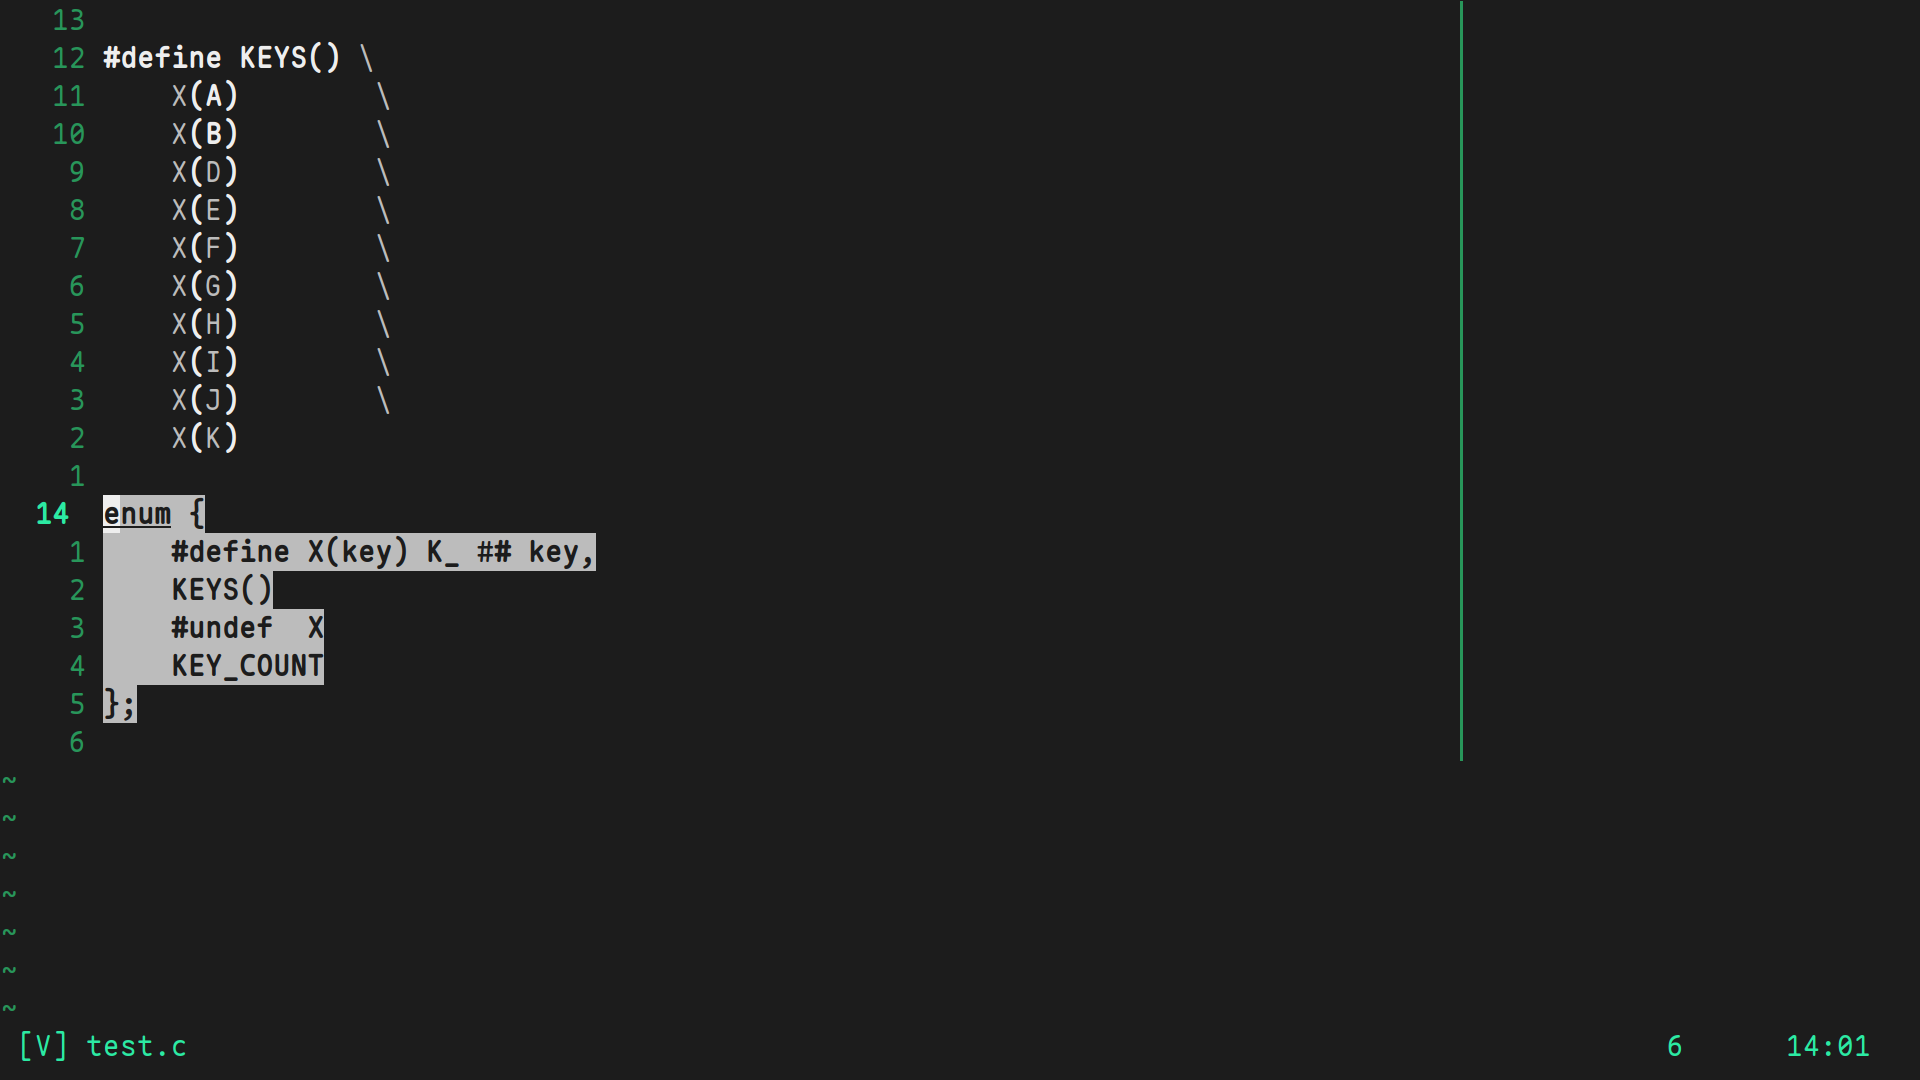 13
12 #define KEYS() \
11     X(A)        \
10     X(B)        \
9     X(D)        \
8     X(E)        \
7     X(F)        \
6     X(G)        \
5     X(H)        \
4     X(I)        \
3     X(J)        \
2     X(K)
1
14 enum {
1     #define X(key) K_ ## key,
2     KEYS()
3     #undef  X
4     KEY_COUNT
5 };
6
~
~
~
~
~
~
~
[V] test.c 6 14:01